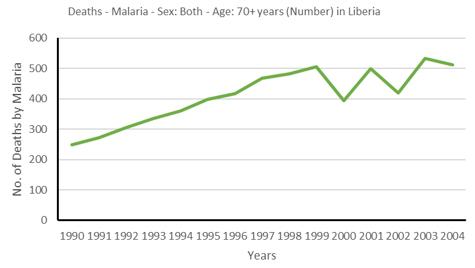 Deaths - Malaria - Sex: Both - Age: 70+ years (Number) in Liberia
600
500
400
300
200
100
0
No. of Deaths by Malaria
1990 1991 1992 1993 1994 1995 1996 1997 1998 1999 2000 2001 2002 2003 2004
Years